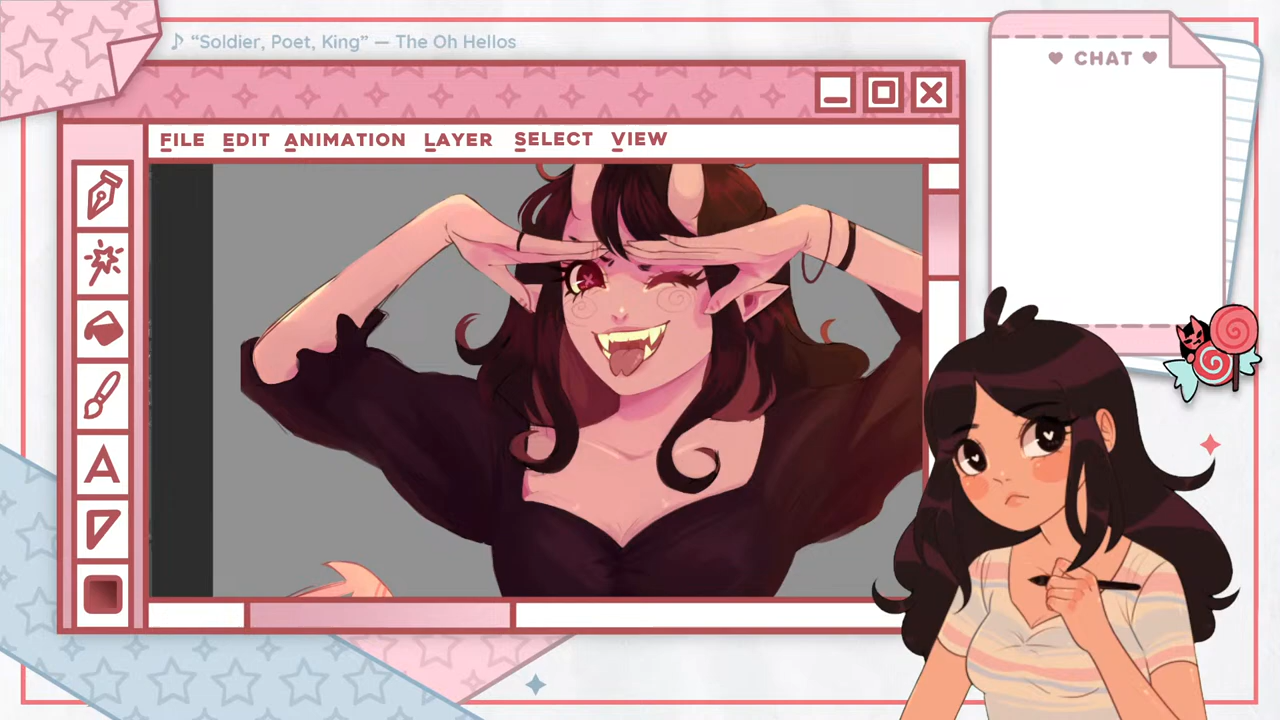 ♪ “Soldier, Poet, King” — The Oh Hellos
♥ CHAT ♥
FILE EDIT ANIMATION LAYER SELECT VIEW
A